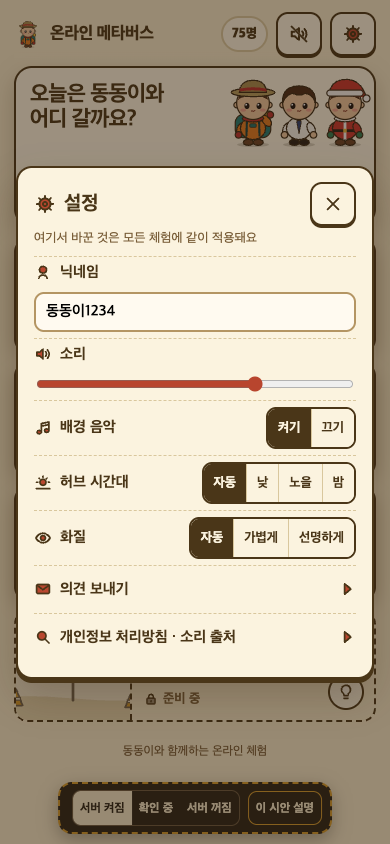 온라인 메타버스
75명
오늘은 동동이와
어디 갈까요?
설정
여기서 바꾼 것은 모든 체험에 같이 적용돼요
닉네임
동동이1234
소리
배경 음악
켜기 끄기
허브 시간대
자동 낮 노을 밤
화질
자동 가볍게 선명하게
의견 보내기
개인정보 처리방침 · 소리 출처
준비 중
동동이와 함께하는 온라인 체험
서버 켜짐 확인 중 서버 꺼짐 이 시안 설명